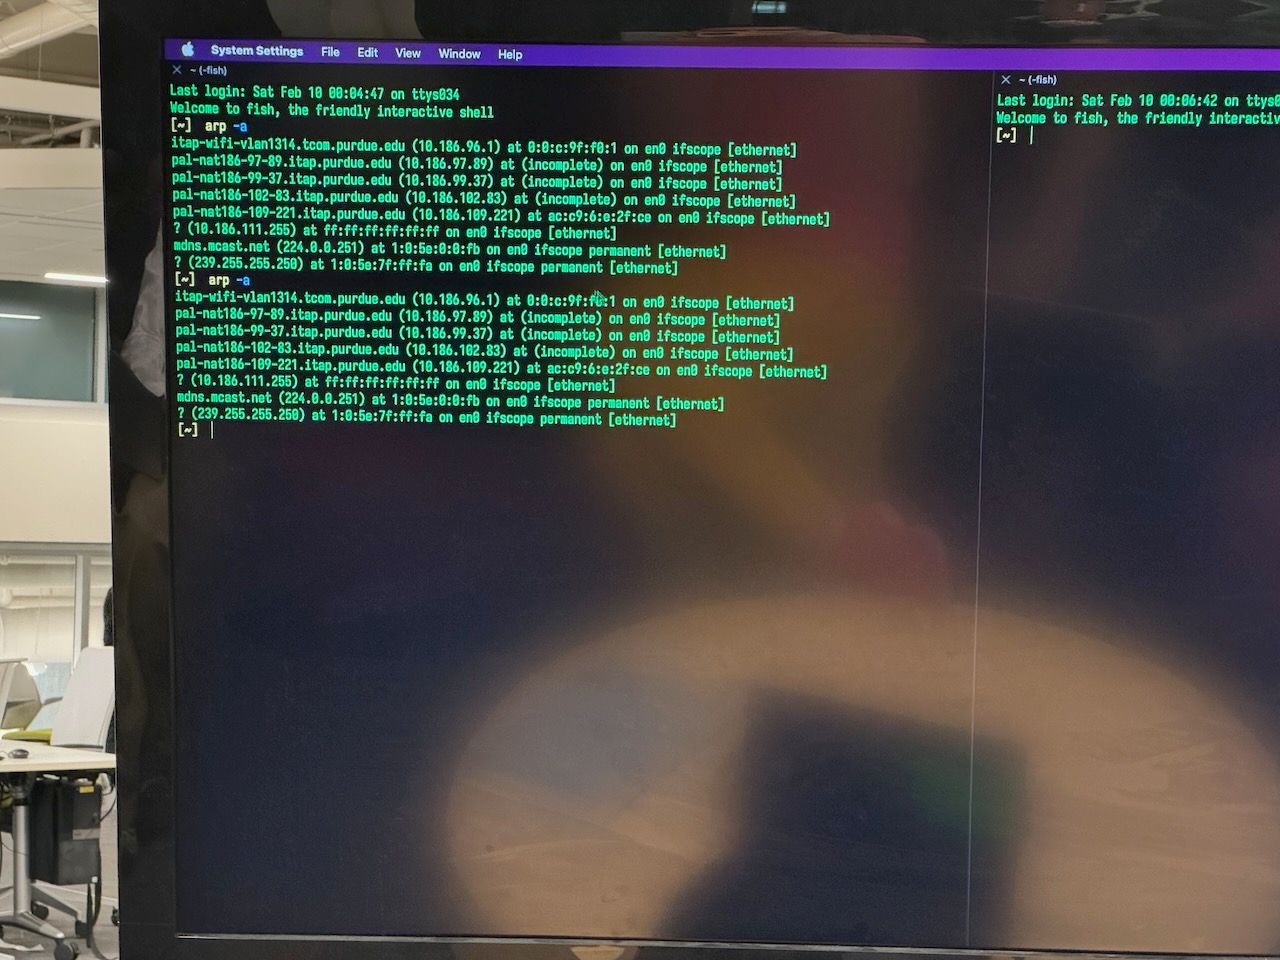 System Settings File Edit View Window Help
~ (-fish)
Last login: Sat Feb 10 00:04:47 on ttys034
Welcome to fish, the friendly interactive shell
[~] arp -a
itap-wifi-vlan1314.tcom.purdue.edu (10.186.96.1) at 0:0:c:9f:f0:1 on en0 ifscope [ethernet]
pal-nat186-97-89.itap.purdue.edu (10.186.97.89) at (incomplete) on en0 ifscope [ethernet]
pal-nat186-99-37.itap.purdue.edu (10.186.99.37) at (incomplete) on en0 ifscope [ethernet]
pal-nat186-102-83.itap.purdue.edu (10.186.102.83) at (incomplete) on en0 ifscope [ethernet]
pal-nat186-109-221.itap.purdue.edu (10.186.109.221) at ac:c9:6:e:2f:ce on en0 ifscope [ethernet]
? (10.186.111.255) at ff:ff:ff:ff:ff:ff on en0 ifscope [ethernet]
mdns.mcast.net (224.0.0.251) at 1:0:5e:0:0:fb on en0 ifscope permanent [ethernet]
? (239.255.255.250) at 1:0:5e:7f:ff:fa on en0 ifscope permanent [ethernet]
[~] arp -a
itap-wifi-vlan1314.tcom.purdue.edu (10.186.96.1) at 0:0:c:9f:f0:1 on en0 ifscope [ethernet]
pal-nat186-97-89.itap.purdue.edu (10.186.97.89) at (incomplete) on en0 ifscope [ethernet]
pal-nat186-99-37.itap.purdue.edu (10.186.99.37) at (incomplete) on en0 ifscope [ethernet]
pal-nat186-102-83.itap.purdue.edu (10.186.102.83) at (incomplete) on en0 ifscope [ethernet]
pal-nat186-109-221.itap.purdue.edu (10.186.109.221) at ac:c9:6:e:2f:ce on en0 ifscope [ethernet]
? (10.186.111.255) at ff:ff:ff:ff:ff:ff on en0 ifscope [ethernet]
mdns.mcast.net (224.0.0.251) at 1:0:5e:0:0:fb on en0 ifscope permanent [ethernet]
? (239.255.255.250) at 1:0:5e:7f:ff:fa on en0 ifscope permanent [ethernet]
[~]
~ (-fish)
Last login: Sat Feb 10 00:06:42 on ttys0
Welcome to fish, the friendly interactiv
[~]